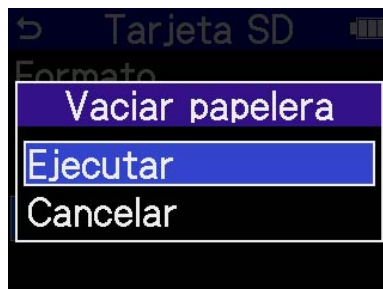 Tarjeta SD
Formato
Vaciar papelera
Ejecutar
Cancelar